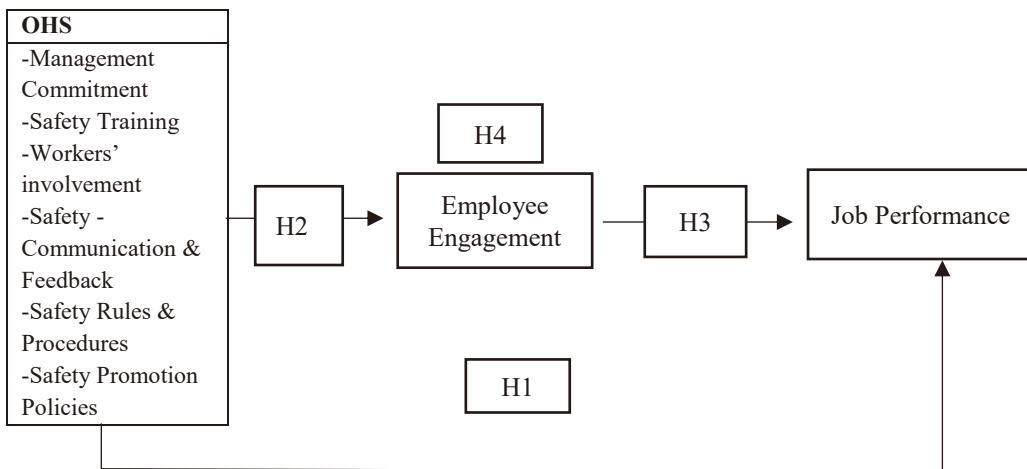 OHS
-Management
Commitment
-Safety Training
-Workers’
involvement
-Safety -
Communication &
Feedback
-Safety Rules &
Procedures
-Safety Promotion
Policies
H2
H4
Employee
Engagement
H3
Job Performance
H1